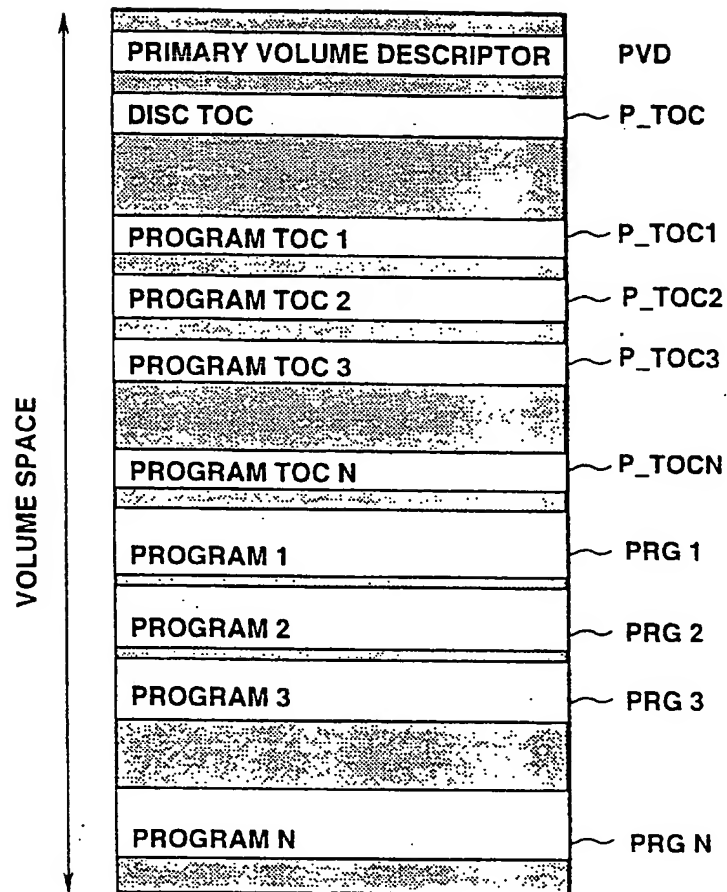 PRIMARY VOLUME DESCRIPTOR PVD
DISC TOC P_TOC
PROGRAM TOC 1 P_TOC1
PROGRAM TOC 2 P_TOC2
PROGRAM TOC 3 P_TOC3
PROGRAM TOC N P_TOCN
PROGRAM 1 PRG 1
PROGRAM 2 PRG 2
PROGRAM 3 PRG 3
PROGRAM N PRG N
VOLUME SPACE